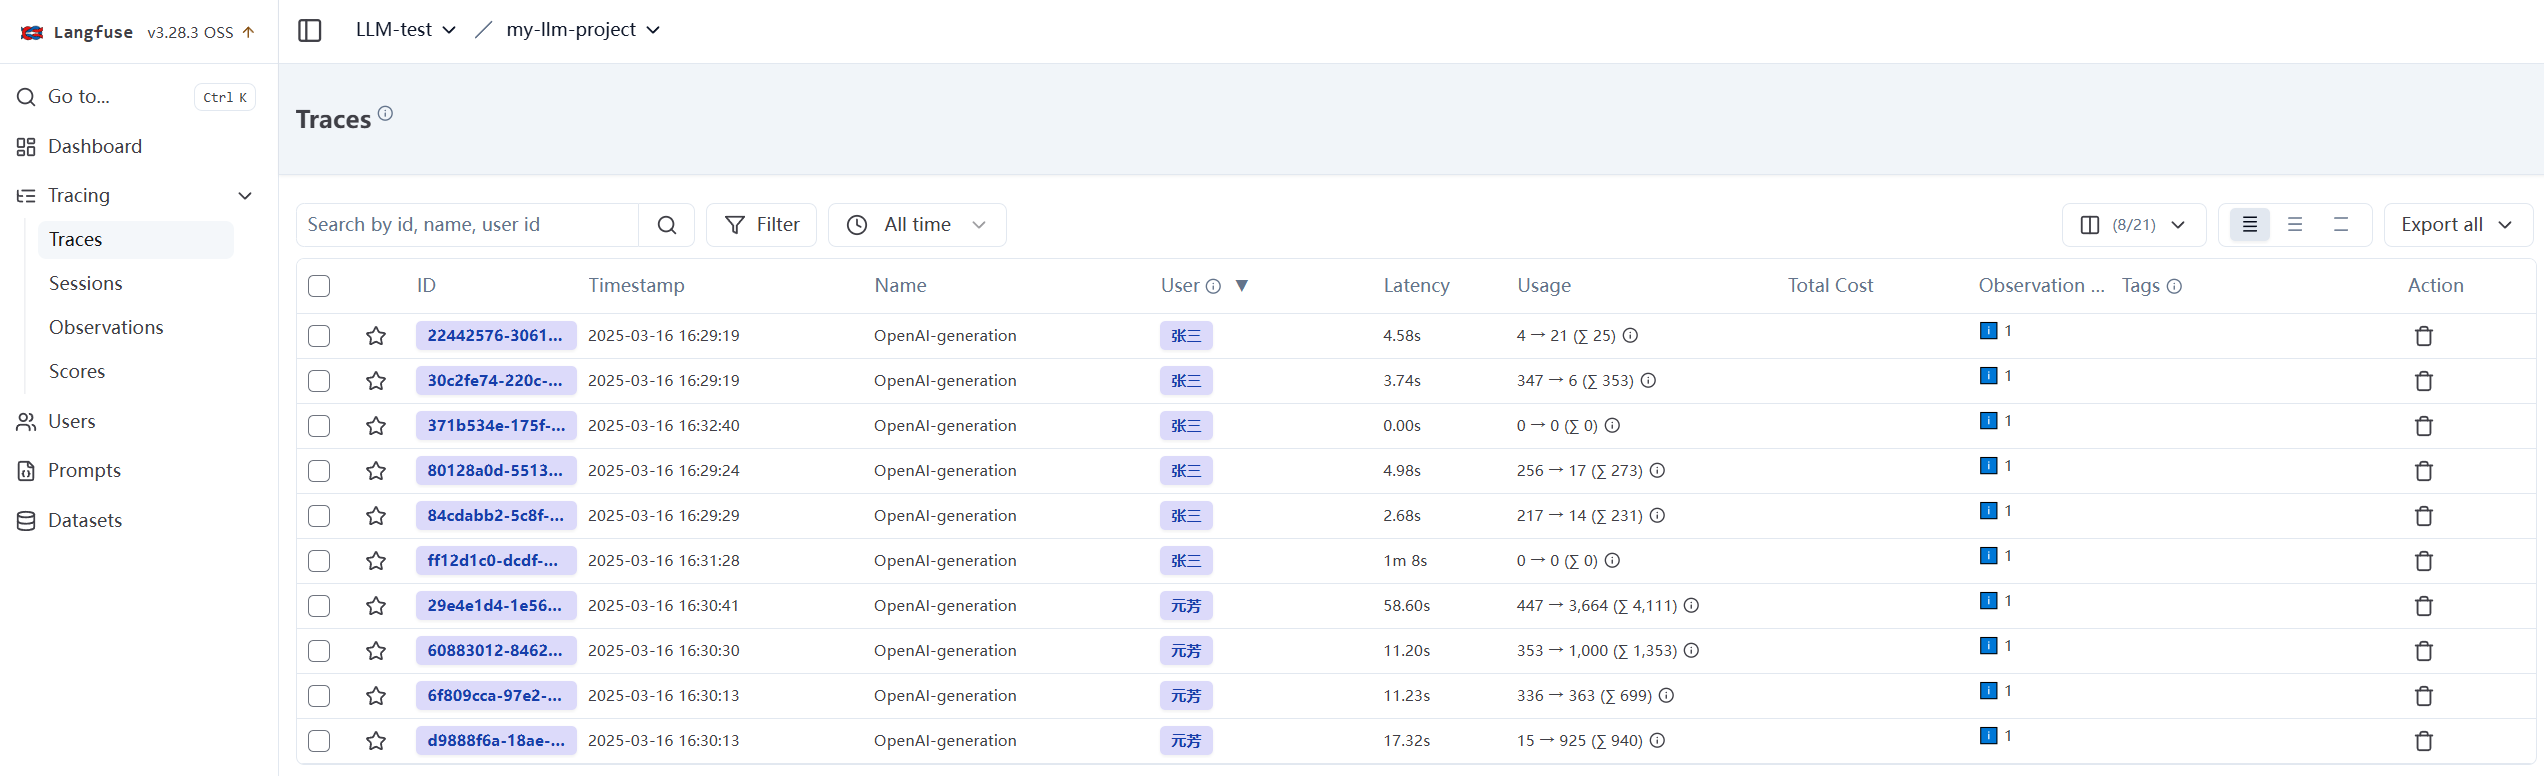 Langfuse v3.28.3 OSS
LLM-test my-llm-project
Go to... Ctrl K
Dashboard
Tracing
Traces
Sessions
Observations
Scores
Users
Prompts
Datasets
Traces
Search by id, name, user id Filter All time (8/21) Export all
ID Timestamp Name User ▼ Latency Usage Total Cost Observation ... Tags Action
22442576-3061... 2025-03-16 16:29:19 OpenAI-generation 张三 4.58s 4 → 21 (∑ 25) 1
30c2fe74-220c-... 2025-03-16 16:29:19 OpenAI-generation 张三 3.74s 347 → 6 (∑ 353) 1
371b534e-175f-... 2025-03-16 16:32:40 OpenAI-generation 张三 0.00s 0 → 0 (∑ 0) 1
80128a0d-5513... 2025-03-16 16:29:24 OpenAI-generation 张三 4.98s 256 → 17 (∑ 273) 1
84cdabb2-5c8f-... 2025-03-16 16:29:29 OpenAI-generation 张三 2.68s 217 → 14 (∑ 231) 1
ff12d1c0-dcdf-... 2025-03-16 16:31:28 OpenAI-generation 张三 1m 8s 0 → 0 (∑ 0) 1
29e4e1d4-1e56... 2025-03-16 16:30:41 OpenAI-generation 元芳 58.60s 447 → 3,664 (∑ 4,111) 1
60883012-8462... 2025-03-16 16:30:30 OpenAI-generation 元芳 11.20s 353 → 1,000 (∑ 1,353) 1
6f809cca-97e2-... 2025-03-16 16:30:13 OpenAI-generation 元芳 11.23s 336 → 363 (∑ 699) 1
d9888f6a-18ae-... 2025-03-16 16:30:13 OpenAI-generation 元芳 17.32s 15 → 925 (∑ 940) 1